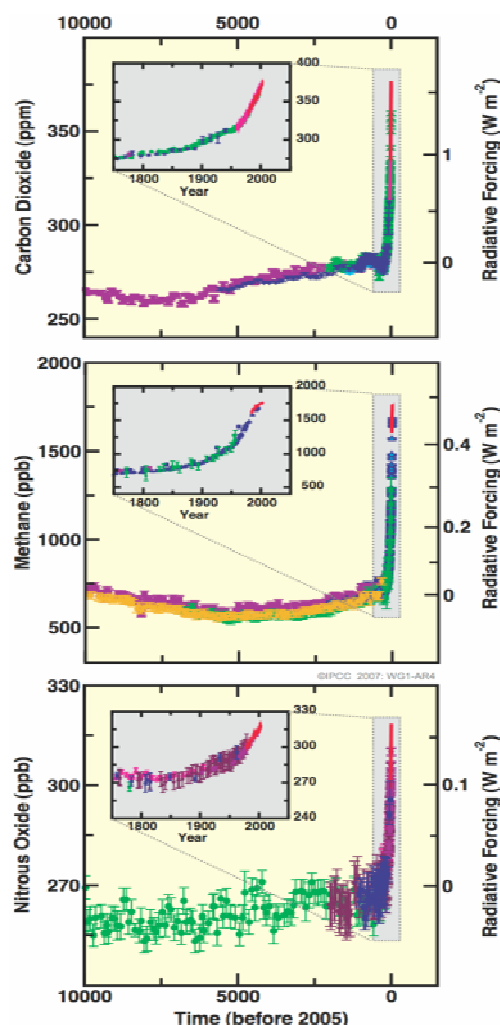 10000 5000 0
Carbon Dioxide (ppm)
350
300
250
400
300
1800 1900 2000
Year
Radiative Forcing (W m-2)
1
0
Methane (ppb)
2000
1500
1000
500
2000
1500
1000
500
1800 1900 2000
Year
Radiative Forcing (W m-2)
0.4
0.2
0
©IPCC 2007: WG1-AR4
Nitrous Oxide (ppb)
330
300
270
330
300
270
240
1800 1900 2000
Year
Radiative Forcing (W m-2)
0.1
0
10000 5000 0
Time (before 2005)